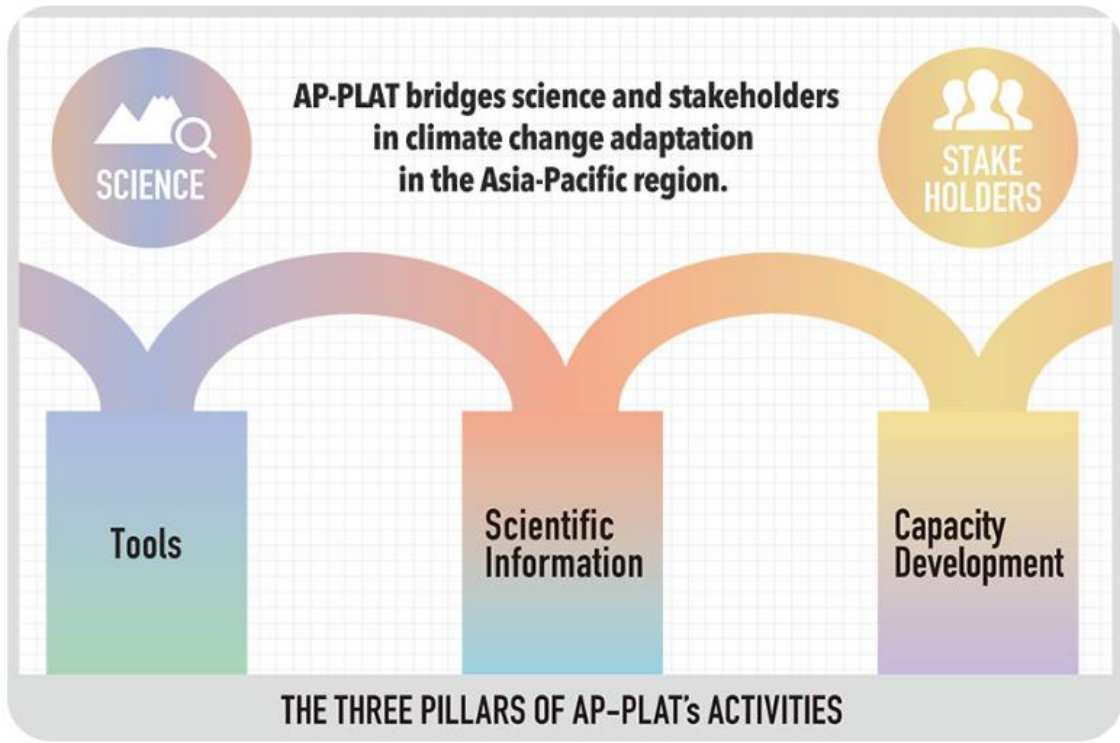 SCIENCE
AP-PLAT bridges science and stakeholders
in climate change adaptation
in the Asia-Pacific region.
STAKE
HOLDERS
Tools
Scientific
Information
Capacity
Development
THE THREE PILLARS OF AP-PLAT's ACTIVITIES